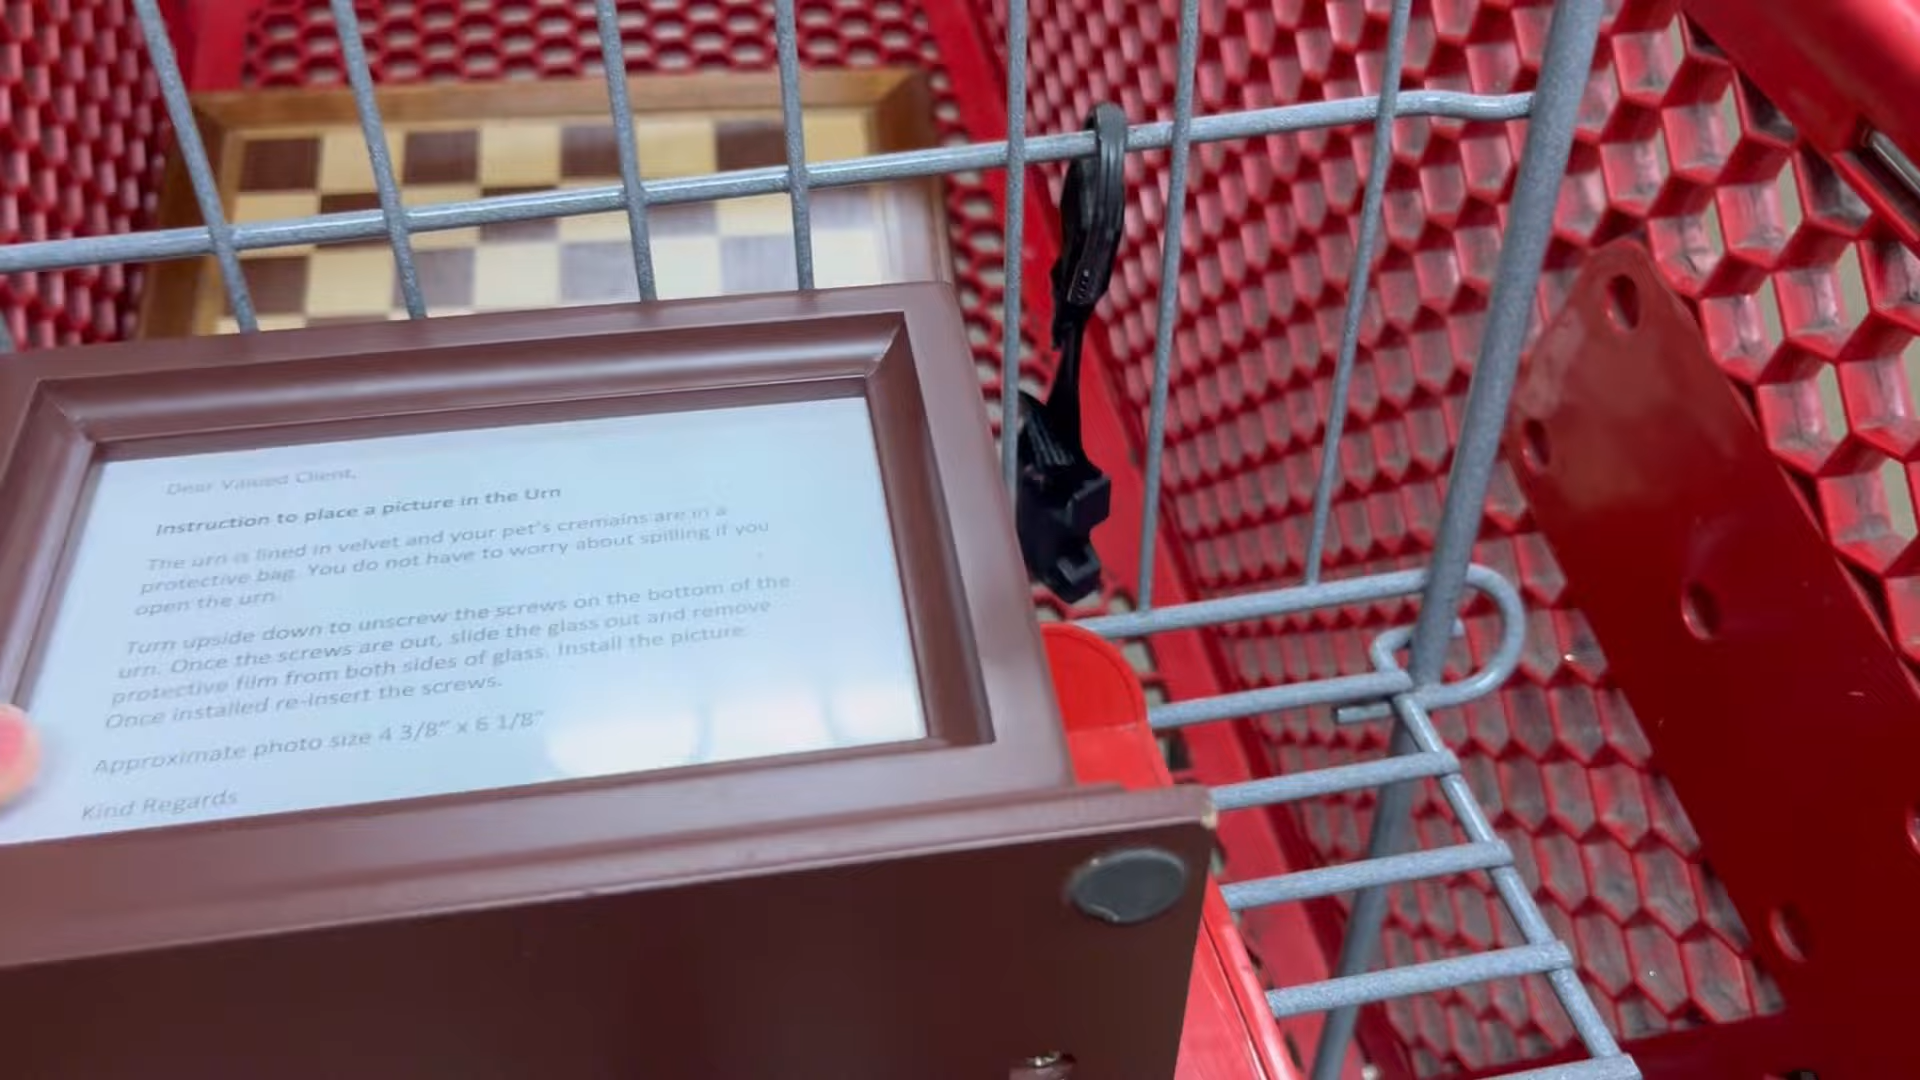 Dear Valued Client,
Instruction to place a picture in the Urn
The urn is lined in velvet and your pet's cremains are in a
protective bag. You do not have to worry about spilling if you
open the urn.
Turn upside down to unscrew the screws on the bottom of the
urn. Once the screws are out, slide the glass out and remove
protective film from both sides of glass. Install the picture.
Once installed re-insert the screws.
Approximate photo size 4 3/8" x 6 1/8"
Kind Regards